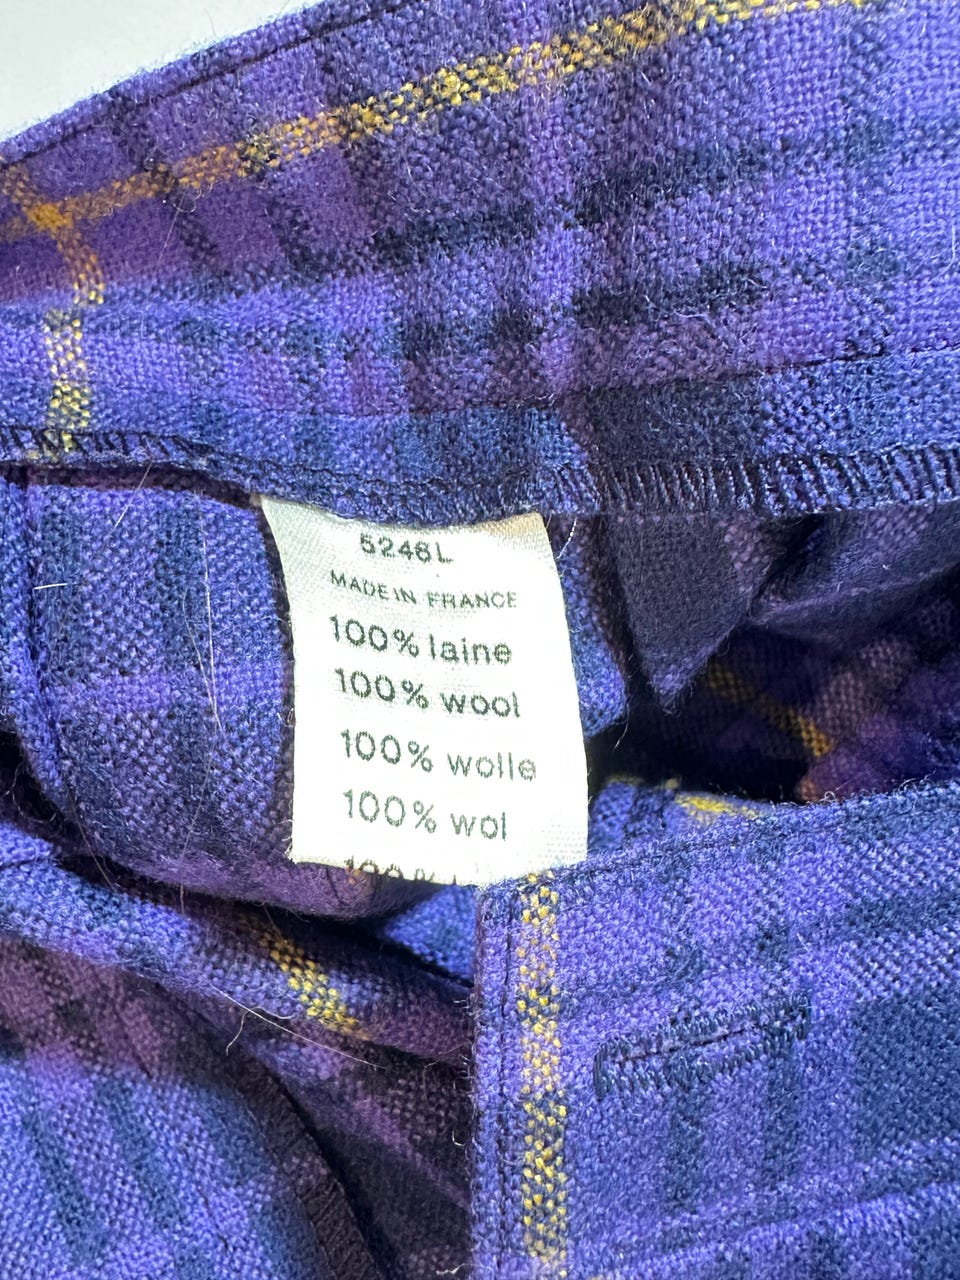 5246L
MADE IN FRANCE
100% laine
100% wool
100% wolle
100% wol